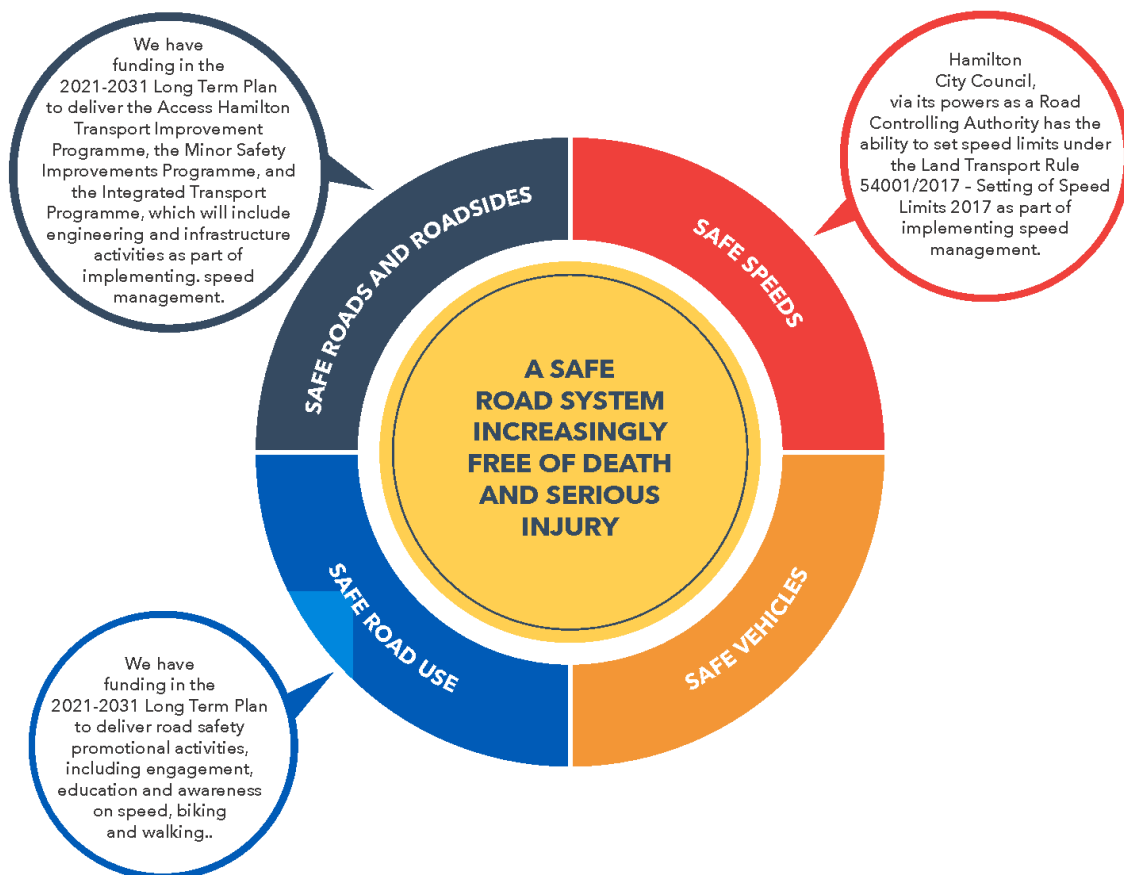 We have
funding in the
2021-2031 Long Term Plan
to deliver the Access Hamilton
Transport Improvement
Programme, the Minor Safety
Improvements Programme, and
the Integrated Transport
Programme, which will include
engineering and infrastructure
activities as part of
implementing. speed
management.
Hamilton
City Council,
via its powers as a Road
Controlling Authority has the
ability to set speed limits under
the Land Transport Rule
54001/2017 – Setting of Speed
Limits 2017 as part of
implementing speed
management.
SAFE ROADS AND ROADSIDES
SAFE SPEEDS
A SAFE
ROAD SYSTEM
INCREASINGLY
FREE OF DEATH
AND SERIOUS
INJURY
SAFE ROAD USE
SAFE VEHICLES
We have
funding in the
2021-2031 Long Term Plan
to deliver road safety
promotional activities,
including engagement,
education and awareness
on speed, biking
and walking..